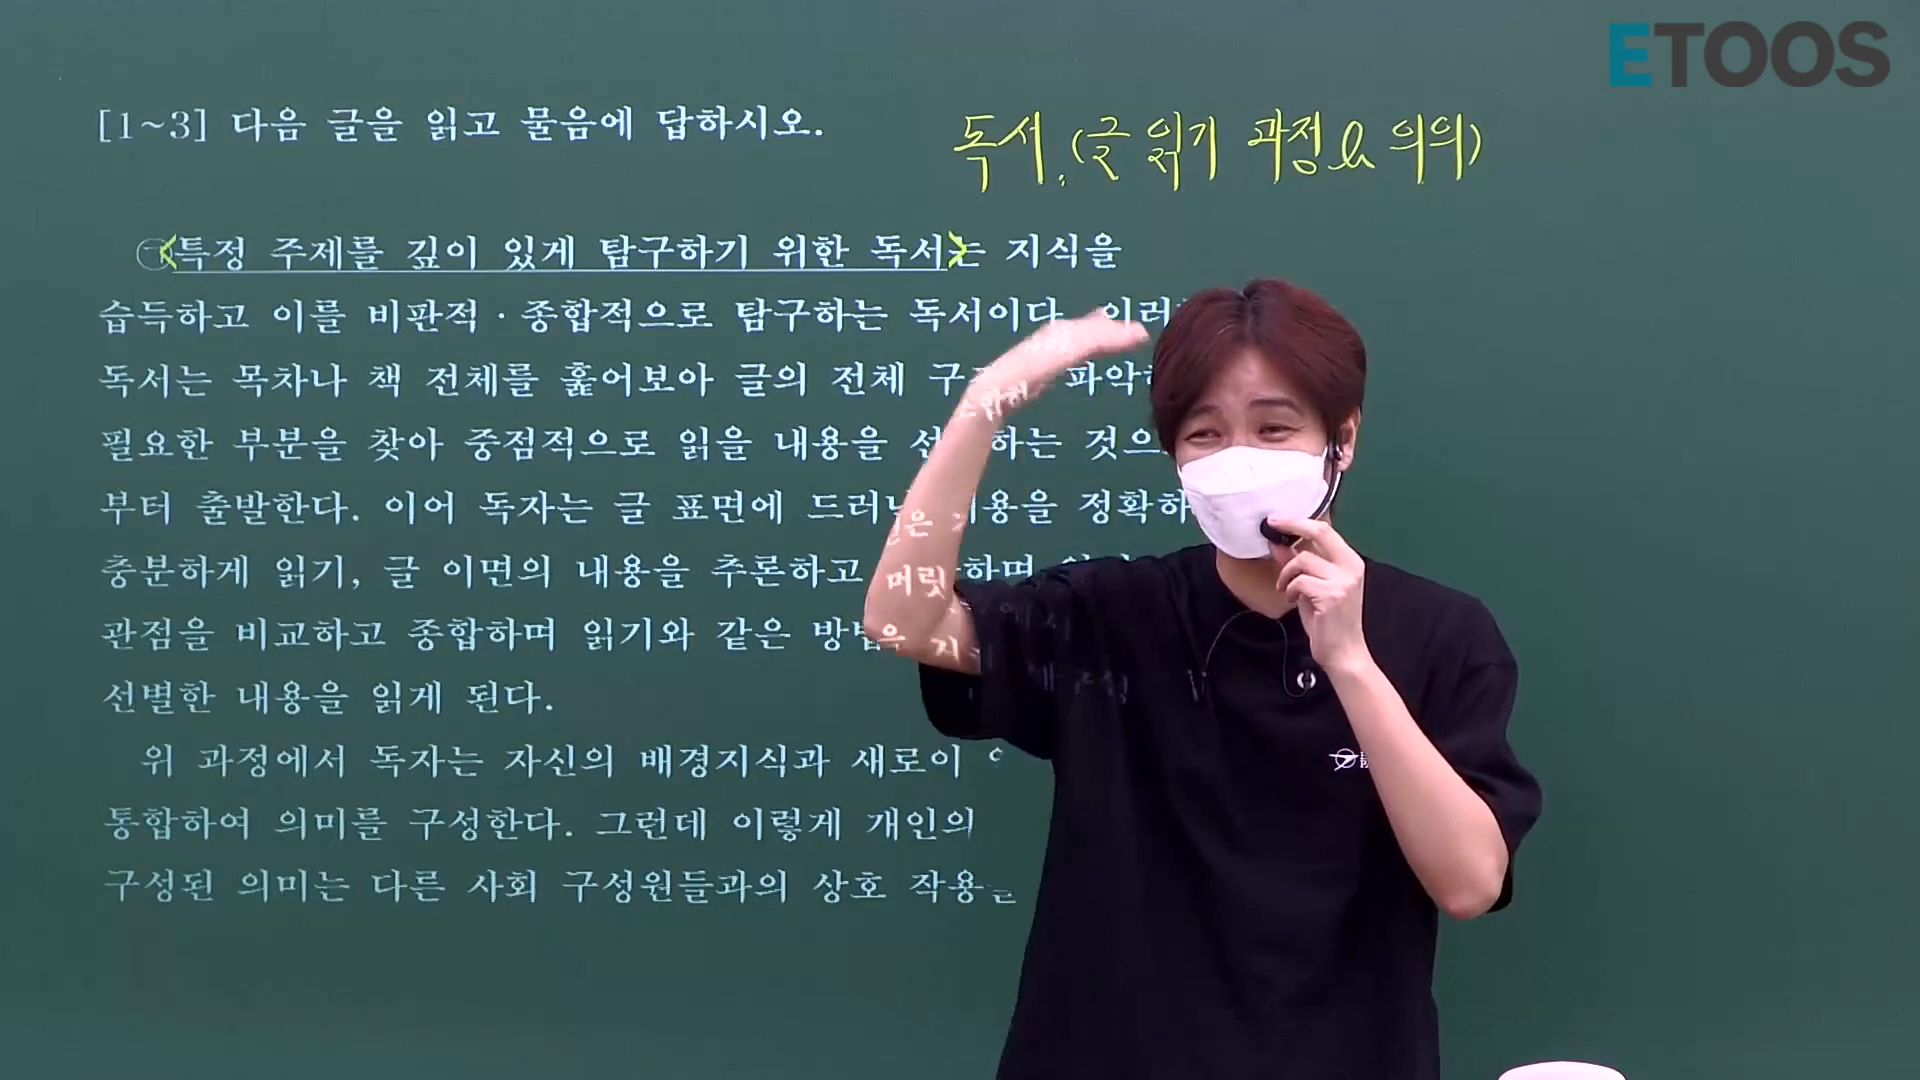 ETOOS
[1~3] 다음 글을 읽고 물음에 답하시오.
독서. (글 읽기 과정 & 의의)
㉠<특정 주제를 깊이 있게 탐구하기 위한 독서>는 지식을
습득하고 이를 비판적·종합적으로 탐구하는 독서이다.
독서는 목차나 책 전체를 훑어보아 글의 전체
필요한 부분을 찾아 중점적으로 읽을 내용을 하는
부터 출발한다. 이어 독자는 글 표면에
충분하게 읽기, 글 이면의 내용을 추론하고
관점을 비교하고 종합하며 읽기와 같은
선별한 내용을 읽게 된다.
위 과정에서 독자는 자신의 배경지식과 새로이
통합하여 의미를 구성한다. 그런데 이렇게 개인의
구성된 의미는 다른 사회 구성원들과의 상호